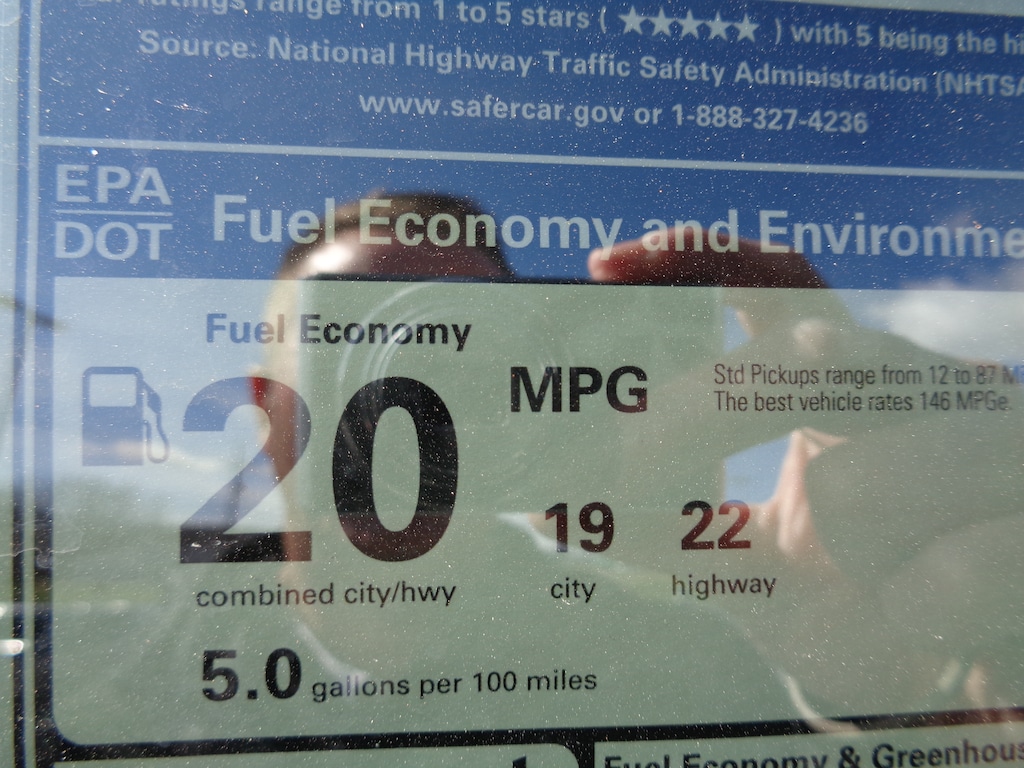 ratings range from 1 to 5 stars (★★★★★) with 5 being the
Source: National Highway Traffic Safety Administration (NHTSA
www.safercar.gov or 1-888-327-4236
EPA
DOT
Fuel Economy and Environme
Fuel Economy
20
MPG
Std Pickups range from 12 to 87
The best vehicle rates 146 MPGe.
19
22
combined city/hwy
city
highway
5.0 gallons per 100 miles
Fuel Economy & Greenhous